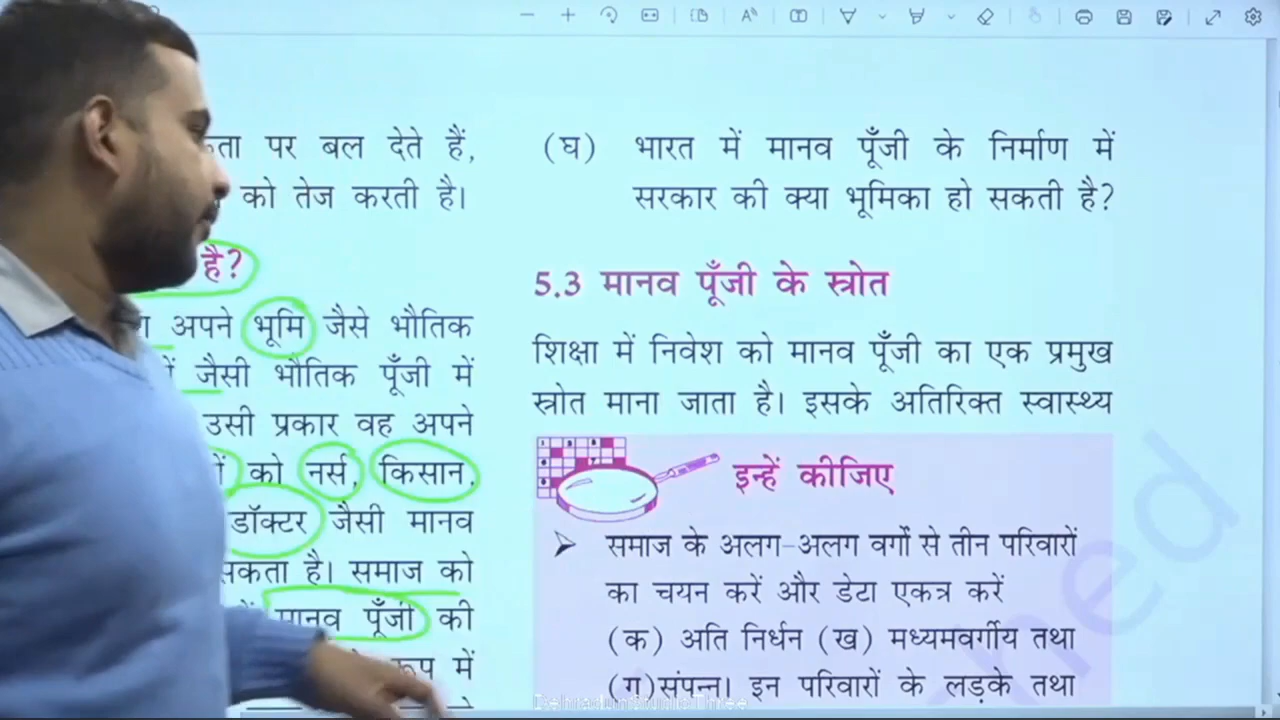 पर बल देते हैं,
को तेज करती है।
है?
अपने भूमि जैसे भौतिक
जैसी भौतिक पूँजी में
उसी प्रकार वह अपने
को नर्स, किसान,
डॉक्टर जैसी मानव
सकता है। समाज को
मानव पूँजी की
रूप में
(घ) भारत में मानव पूँजी के निर्माण में
सरकार की क्या भूमिका हो सकती है?
5.3 मानव पूँजी के स्त्रोत
शिक्षा में निवेश को मानव पूँजी का एक प्रमुख
स्त्रोत माना जाता है। इसके अतिरिक्त स्वास्थ्य
इन्हें कीजिए
➢ समाज के अलग-अलग वर्गों से तीन परिवारों
का चयन करें और डेटा एकत्र करें
(क) अति निर्धन (ख) मध्यमवर्गीय तथा
(ग)संपन्न। इन परिवारों के लड़के तथा
DehradunStudioThree